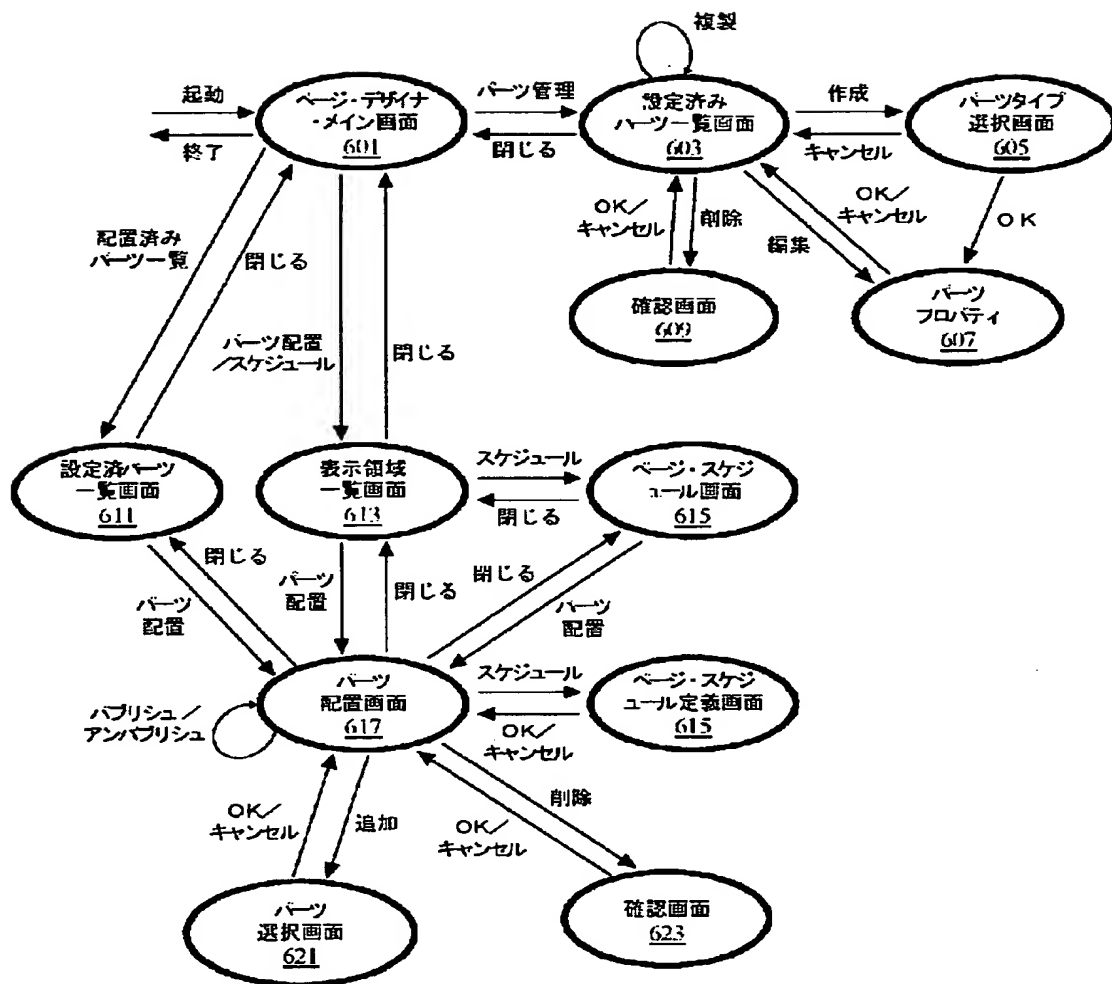 複製
起動
終了
ページ・デザイナ
・メイン画面
601
パーツ管理
閉じる
設定済み
パーツ一覧画面
603
作成
キャンセル
パーツタイプ
選択画面
605
配置済み
パーツ一覧
閉じる
OK／
キャンセル
削除
編集
OK／
キャンセル
OK
確認画面
609
パーツ
プロパティ
607
パーツ配置
／スケジュール
閉じる
設定済パーツ
一覧画面
611
表示領域
一覧画面
613
スケジュール
閉じる
ページ・スケジ
ュール画面
615
閉じる
パーツ
配置
パーツ
配置
閉じる
閉じる
パーツ
配置
パブリシュ／
アンパブリシュ
パーツ
配置画面
617
スケジュール
OK／
キャンセル
ページ・スケジ
ュール定義画面
615
OK／
キャンセル
追加
OK／
キャンセル
削除
パーツ
選択画面
621
確認画面
623